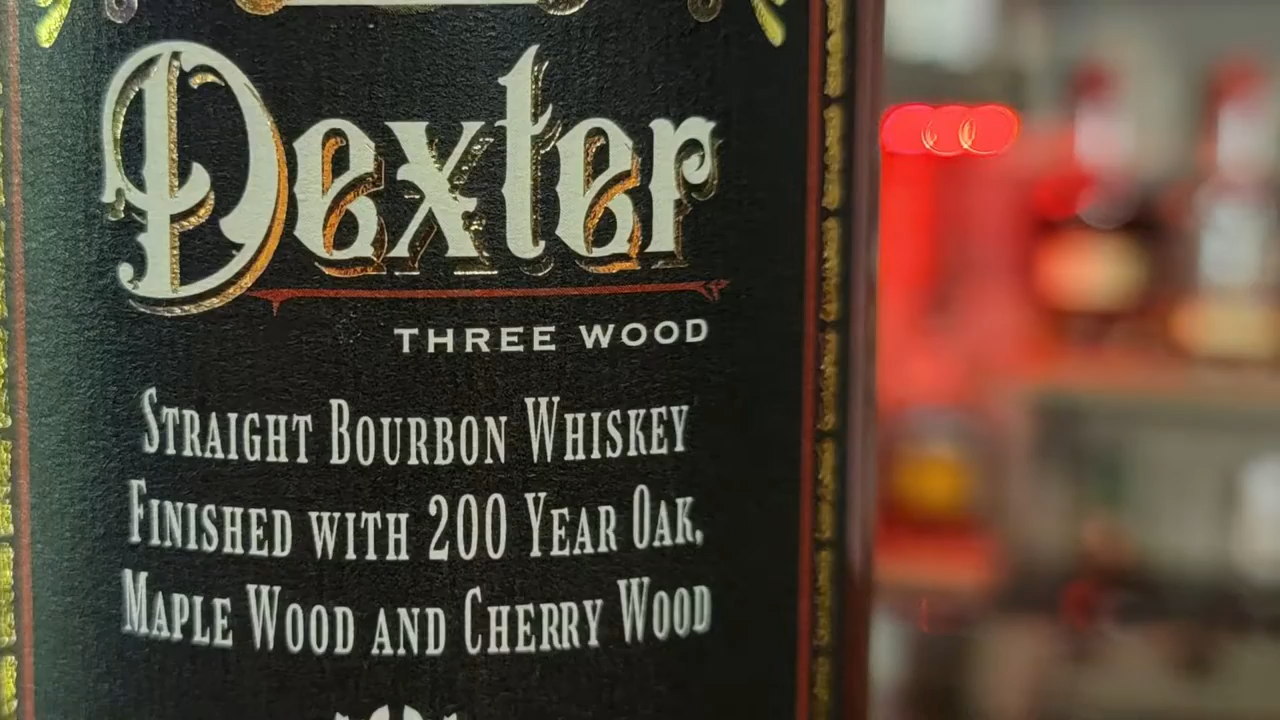 Dexter
THREE WOOD
STRAIGHT BOURBON WHISKEY
FINISHED WITH 200 YEAR OAK,
MAPLE WOOD AND CHERRY WOOD